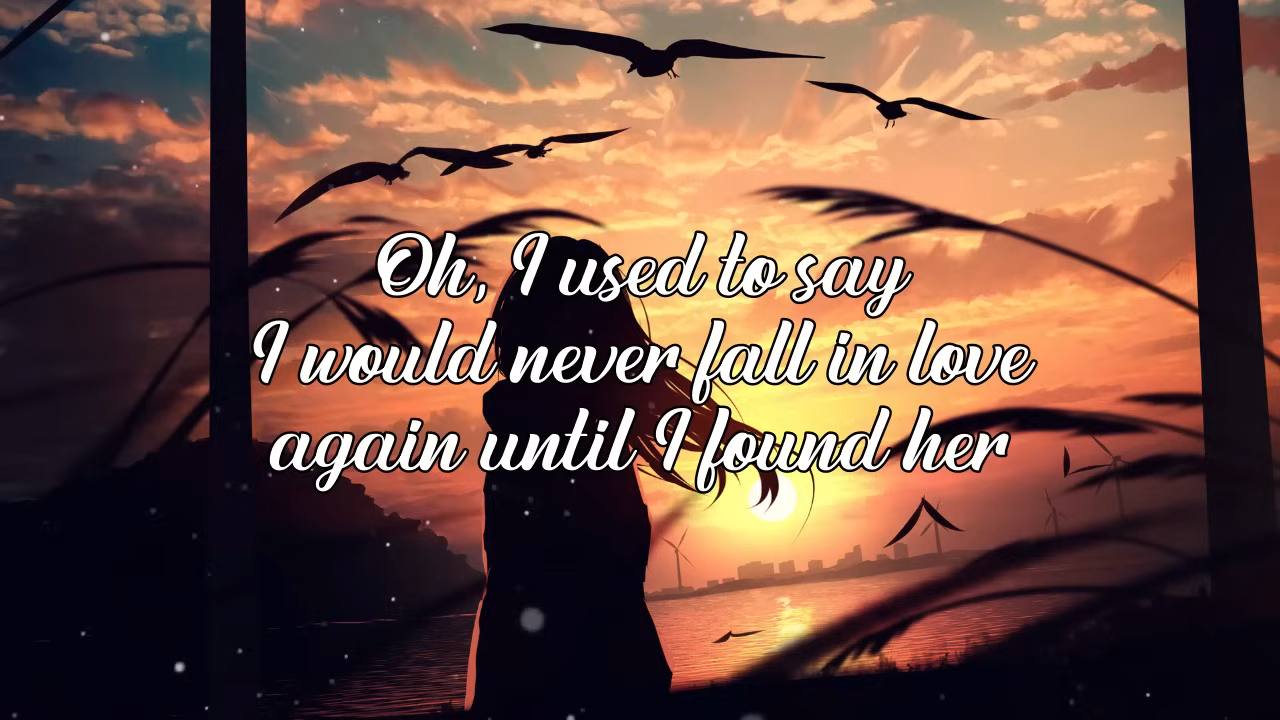 Oh, I used to say
I would never fall in love
again until I found her